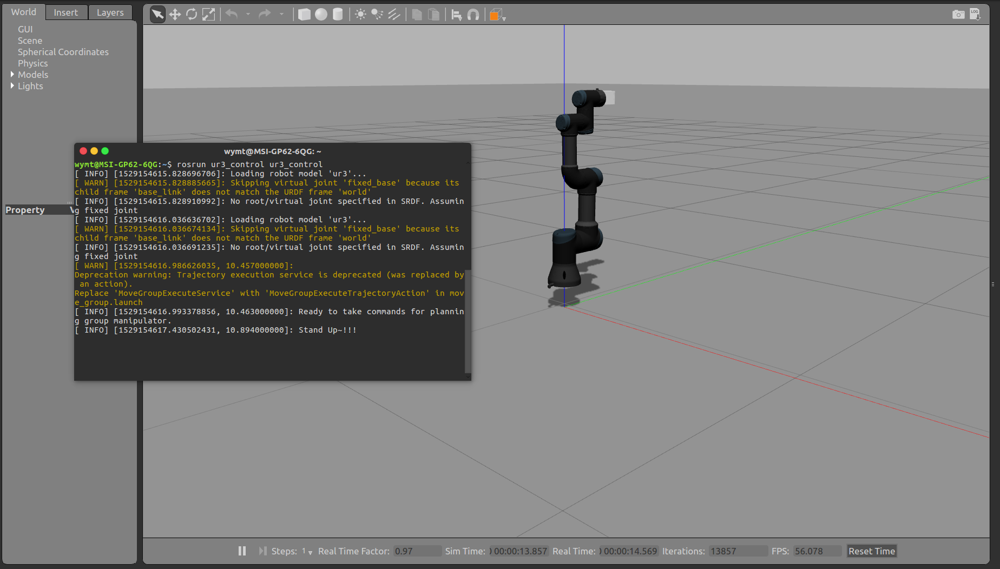 World Insert Layers
LOG
GUI
Scene
Spherical Coordinates
Physics
Models
Lights
Property V
wymt@MSI-GP62-6QG: ~
wymt@MSI-GP62-6QG:~$ rosrun ur3_control ur3_control
[ INFO] [1529154615.828696706]: Loading robot model 'ur3'...
[ WARN] [1529154615.828885665]: Skipping virtual joint 'fixed_base' because its
child frame 'base_link' does not match the URDF frame 'world'
[ INFO] [1529154615.828910992]: No root/virtual joint specified in SRDF. Assumin
g fixed joint
[ INFO] [1529154616.036636702]: Loading robot model 'ur3'...
[ WARN] [1529154616.036674134]: Skipping virtual joint 'fixed_base' because its
child frame 'base_link' does not match the URDF frame 'world'
[ INFO] [1529154616.036691235]: No root/virtual joint specified in SRDF. Assumin
g fixed joint
[ WARN] [1529154616.986626035, 10.457000000]:
Deprecation warning: Trajectory execution service is deprecated (was replaced by
 an action).
Replace 'MoveGroupExecuteService' with 'MoveGroupExecuteTrajectoryAction' in mov
e_group.launch
[ INFO] [1529154616.993378856, 10.463000000]: Ready to take commands for plannin
g group manipulator.
[ INFO] [1529154617.430502431, 10.894000000]: Stand Up~!!!
Steps: 1 Real Time Factor: 0.97 Sim Time: 00:00:13.857 Real Time: 00:00:14.569 Iterations: 13857 FPS: 56.078 Reset Time